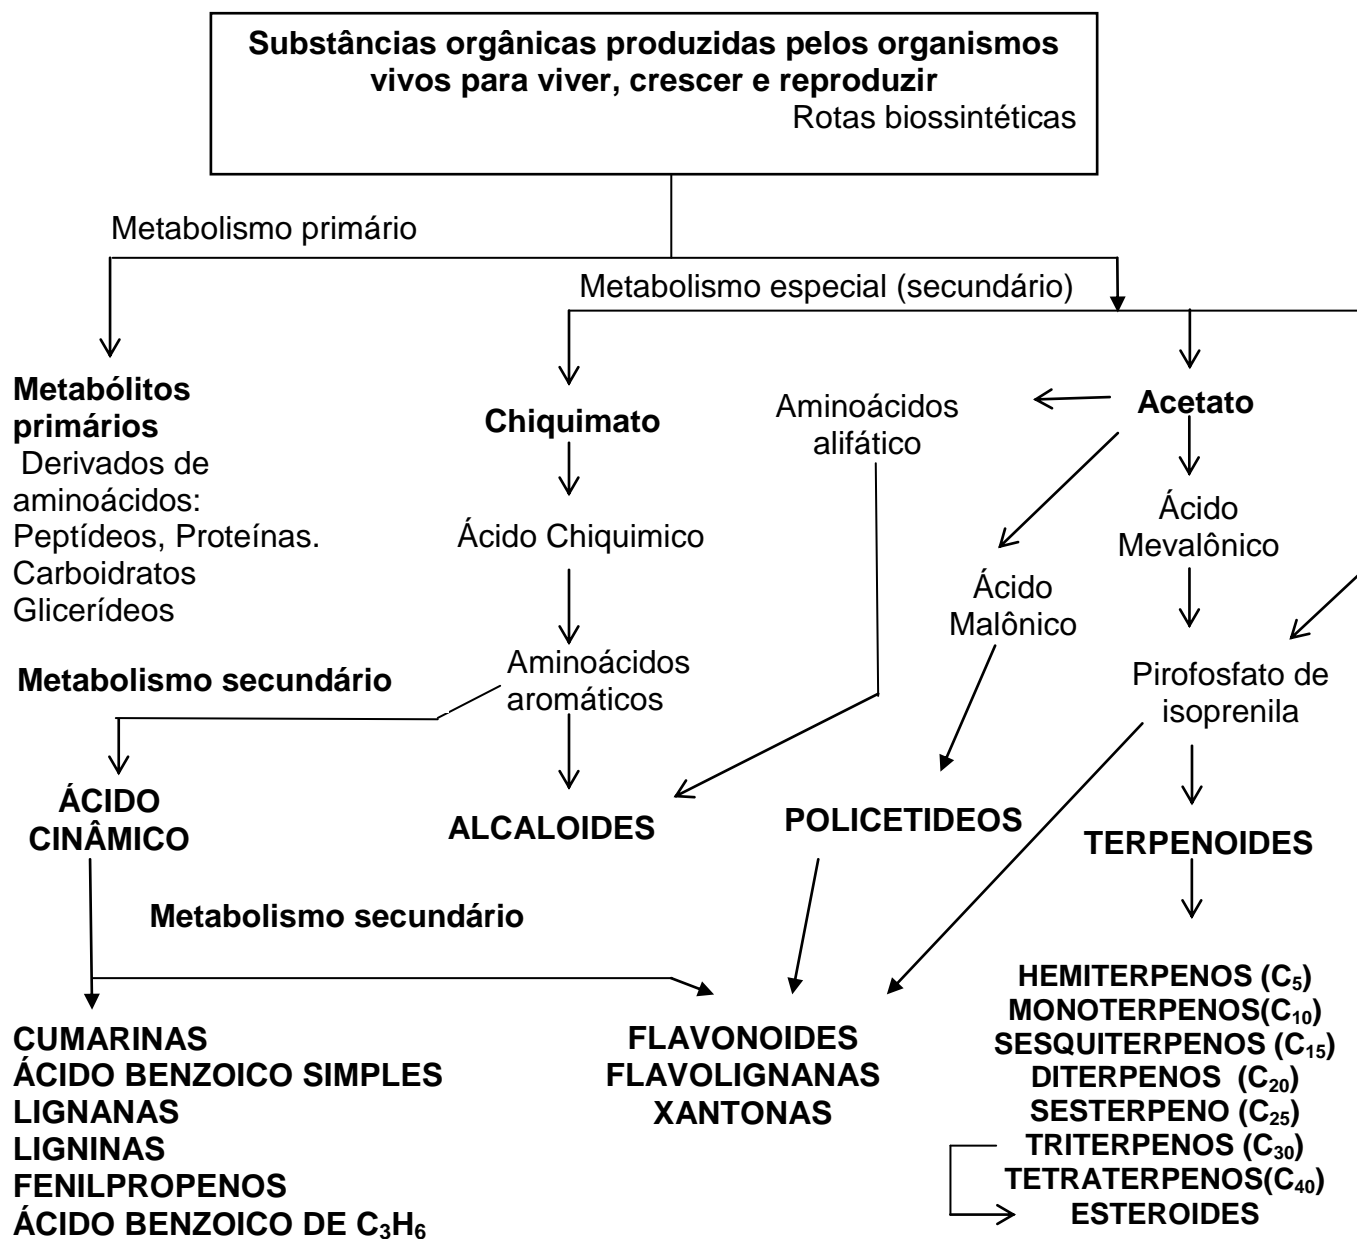 Substâncias orgânicas produzidas pelos organismos
vivos para viver, crescer e reproduzir
Rotas biossintéticas
Metabolismo primário
Metabolismo especial (secundário)
Metabólitos
primários
Derivados de
aminoácidos:
Peptídeos, Proteínas.
Carboidratos
Glicerídeos
Chiquimato
Aminoácidos
alifático
Acetato
Ácido Chiquimico
Ácido
Mevalônico
Ácido
Malônico
Metabolismo secundário
Aminoácidos
aromáticos
Pirofosfato de
isoprenila
ÁCIDO
CINÂMICO
ALCALOIDES
POLICETIDEOS
TERPENOIDES
Metabolismo secundário
CUMARINAS
ÁCIDO BENZOICO SIMPLES
LIGNANAS
LIGNINAS
FENILPROPENOS
ÁCIDO BENZOICO DE C₃H₆
FLAVONOIDES
FLAVOLIGNANAS
XANTONAS
HEMITERPENOS (C₅)
MONOTERPENOS(C₁₀)
SESQUITERPENOS (C₁₅)
DITERPENOS (C₂₀)
SESTERPENO (C₂₅)
TRITERPENOS (C₃₀)
TETRATERPENOS(C₄₀)
ESTEROIDES